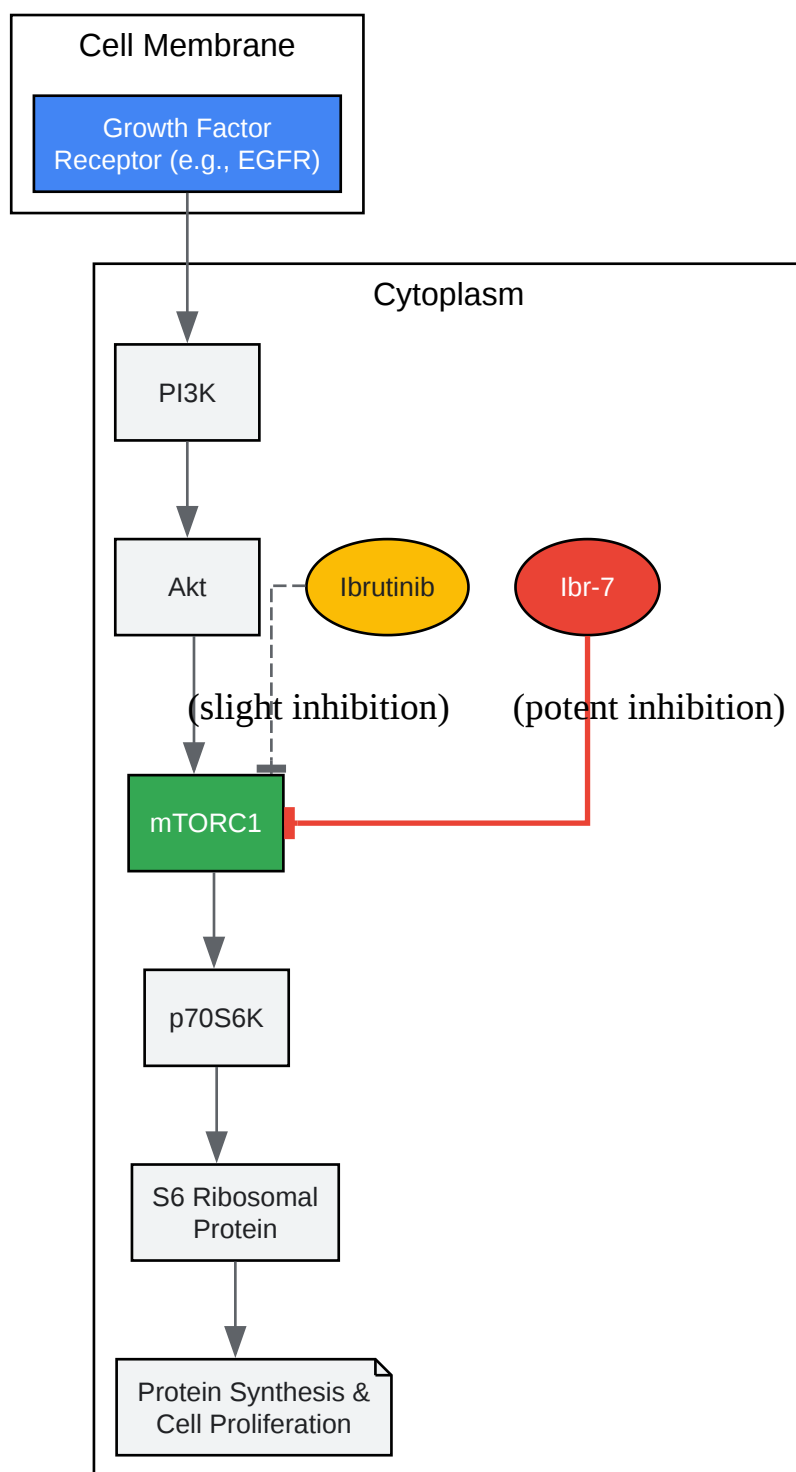 Cell Membrane
Growth Factor
Receptor (e.g., EGFR)
Cytoplasm
PI3K
Akt
Ibrutinib
Ibr-7
(slight inhibition)
(potent inhibition)
mTORC1
p70S6K
S6 Ribosomal
Protein
Protein Synthesis &
Cell Proliferation